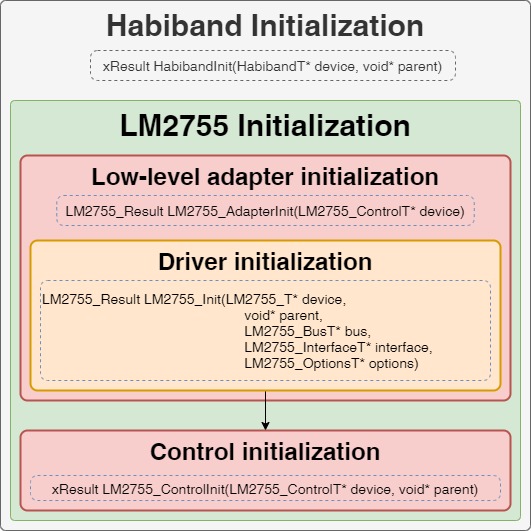 Habiband Initialization
xResult HabibandInit(HabibandT* device, void* parent)
LM2755 Initialization
Low-level adapter initialization
LM2755_Result LM2755_AdapterInit(LM2755_ControlT* device)
Driver initialization
LM2755_Result LM2755_Init(LM2755_T* device,
void* parent,
LM2755_BusT* bus,
LM2755_InterfaceT* interface,
LM2755_OptionsT* options)
Control initialization
xResult LM2755_ControlInit(LM2755_ControlT* device, void* parent)